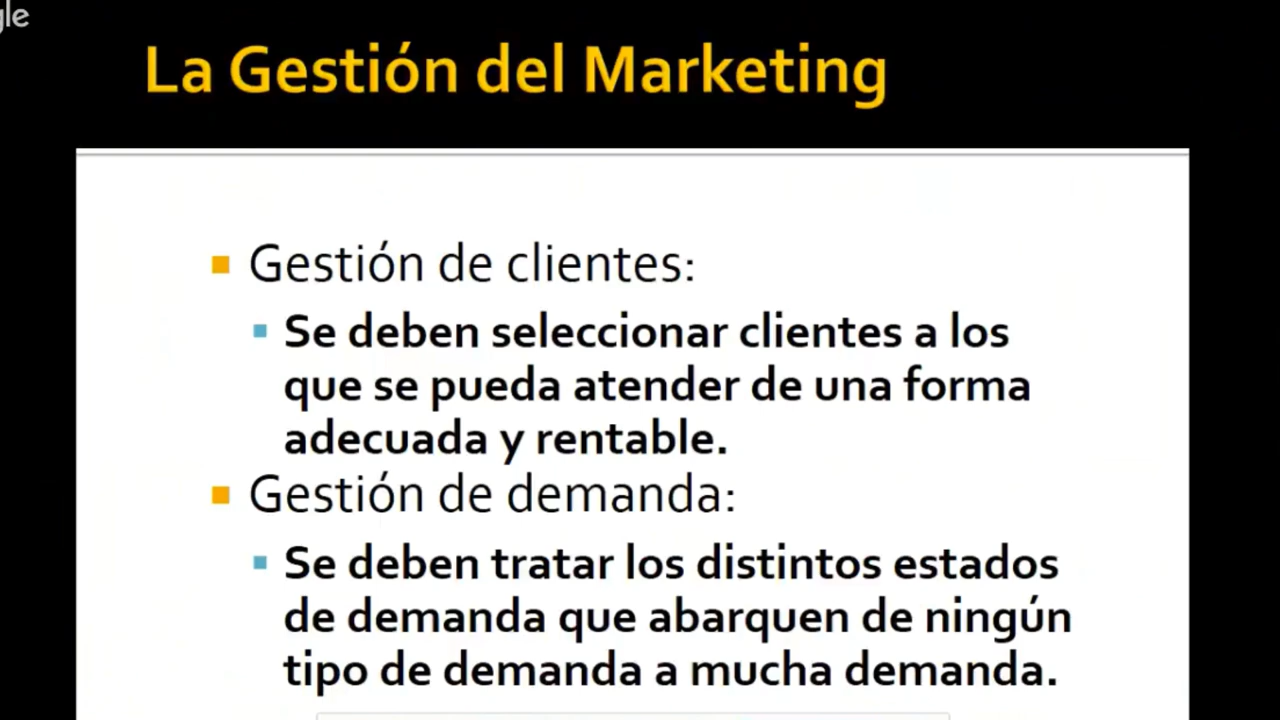 gle
La Gestión del Marketing
Gestión de clientes:
Se deben seleccionar clientes a los
que se pueda atender de una forma
adecuada y rentable.
Gestión de demanda:
Se deben tratar los distintos estados
de demanda que abarquen de ningún
tipo de demanda a mucha demanda.